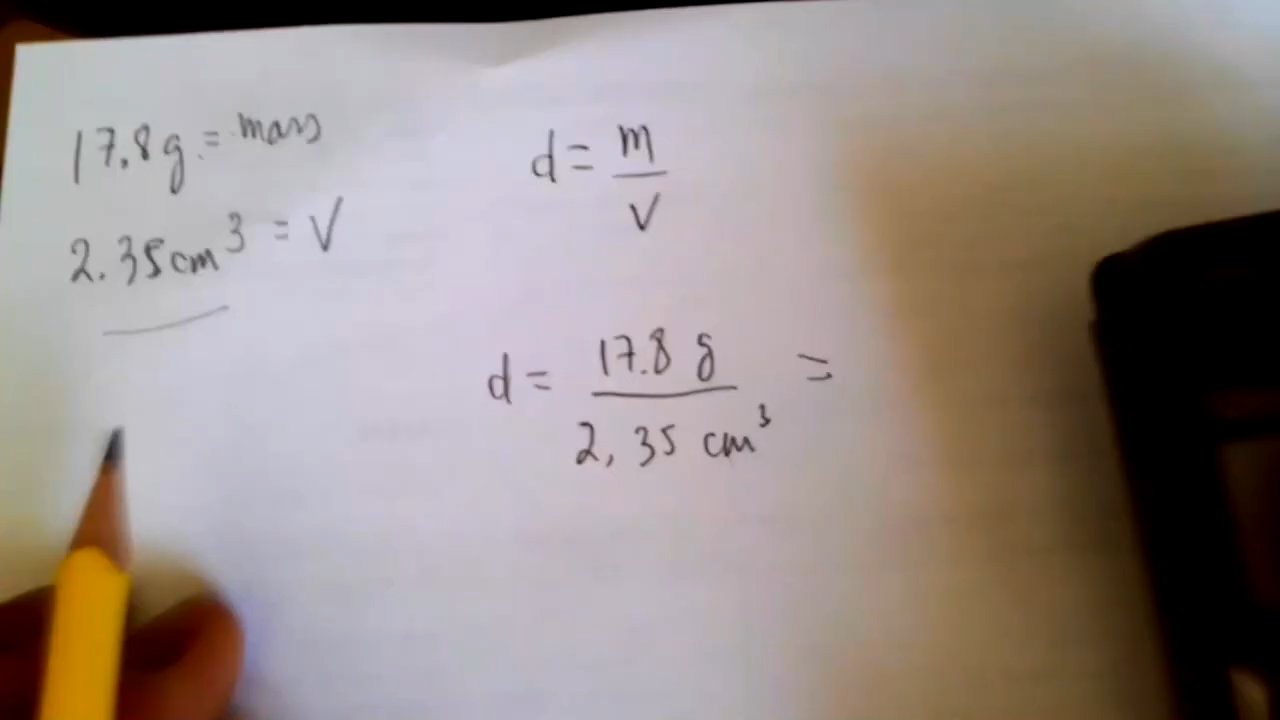 17.8g = mass
2.35cm³ = V
d = m
V
d = 17.8 g =
2,35 cm³